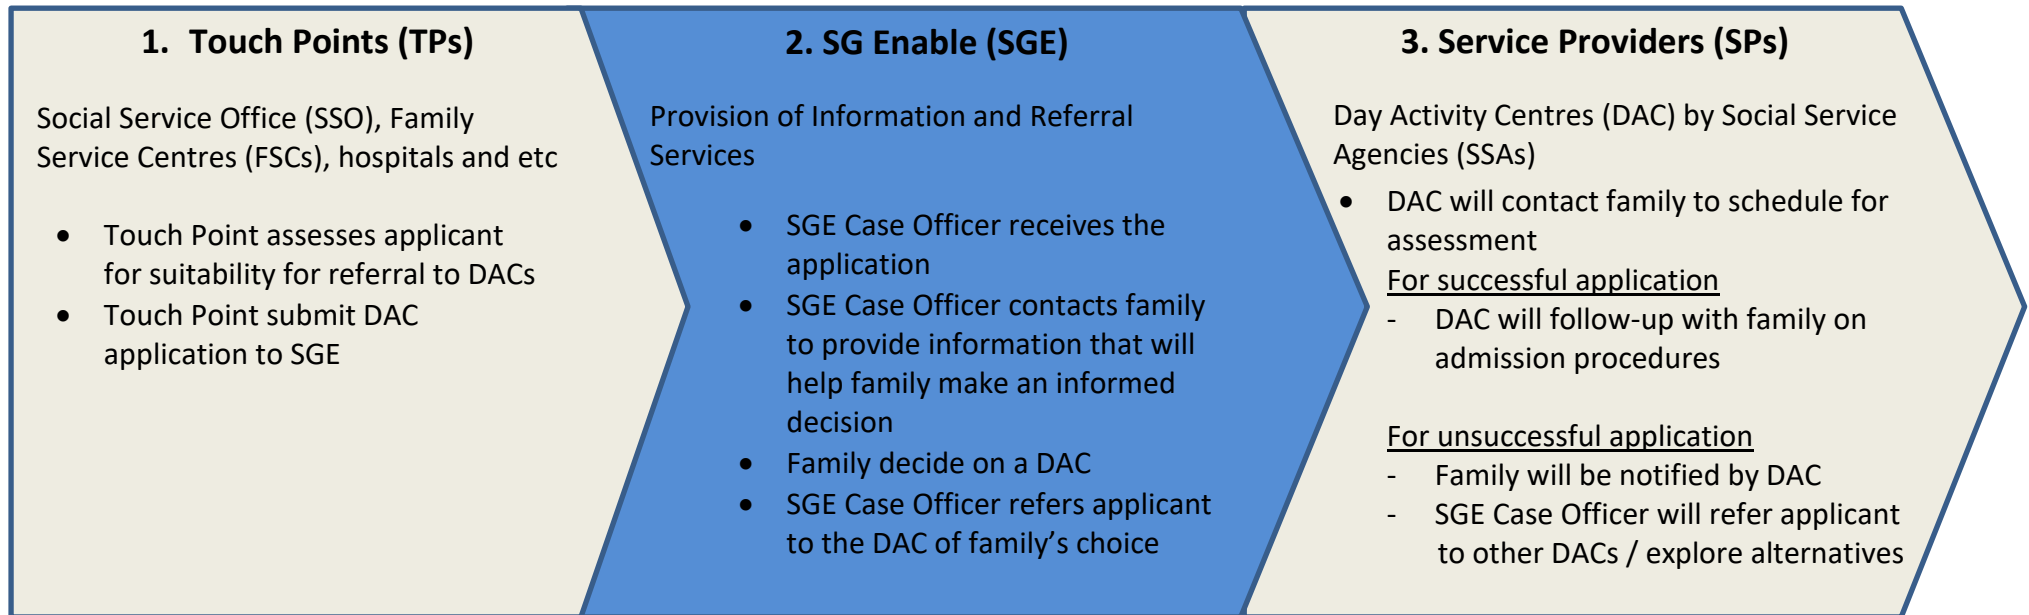 1. Touch Points (TPs)
Social Service Office (SSO), Family
Service Centres (FSCs), hospitals and etc
• Touch Point assesses applicant
for suitability for referral to DACs
• Touch Point submit DAC
application to SGE
2. SG Enable (SGE)
Provision of Information and Referral
Services
• SGE Case Officer receives the
application
• SGE Case Officer contacts family
to provide information that will
help family make an informed
decision
• Family decide on a DAC
• SGE Case Officer refers applicant
to the DAC of family’s choice
3. Service Providers (SPs)
Day Activity Centres (DAC) by Social Service
Agencies (SSAs)
• DAC will contact family to schedule for
assessment
For successful application
- DAC will follow-up with family on
admission procedures
For unsuccessful application
- Family will be notified by DAC
- SGE Case Officer will refer applicant
to other DACs / explore alternatives